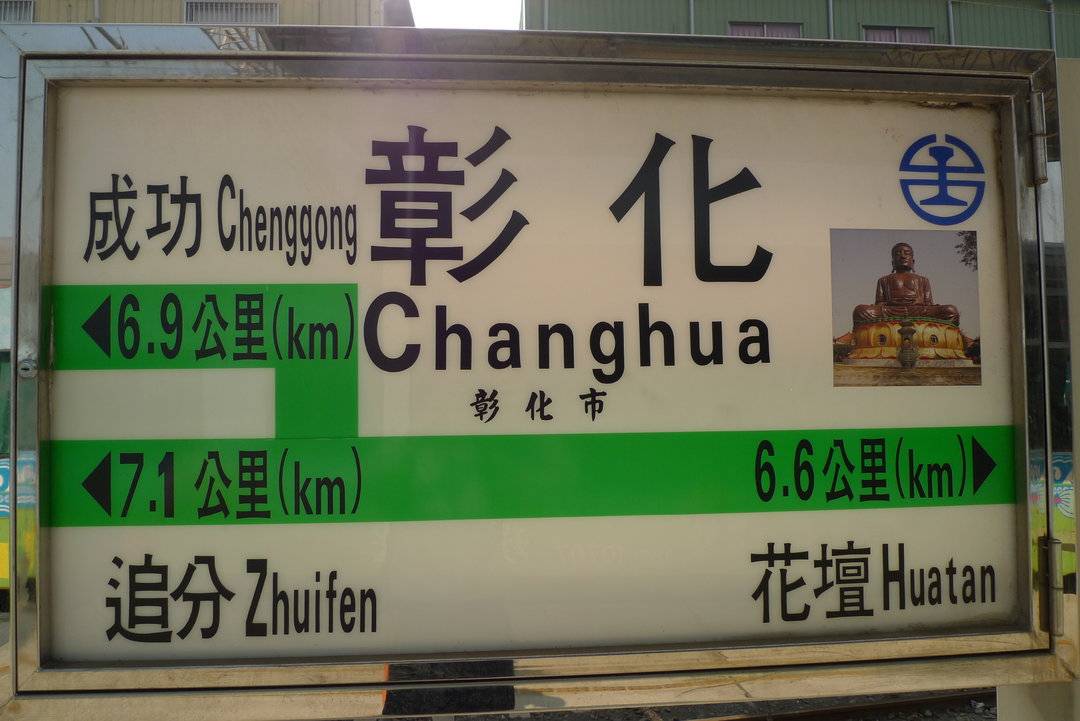 彰化
成功 Chenggong
6.9公里(km)
Changhua
彰化市
7.1公里(km)
6.6公里(km)
追分 Zhuifen
花壇 Huatan